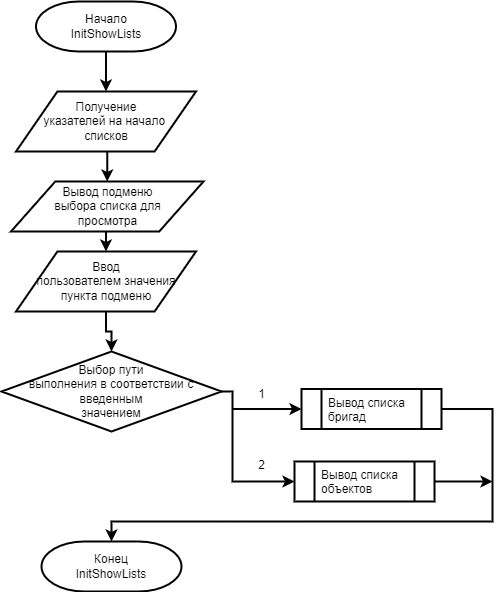 Начало
InitShowLists
Получение
указателей на начало
списков
Вывод подменю
выбора списка для
просмотра
Ввод
пользователем значения
пункта подменю
Выбор пути
выполнения в соответствии с
введенным
значением
1
Вывод списка
бригад
2
Вывод списка
объектов
Конец
InitShowLists